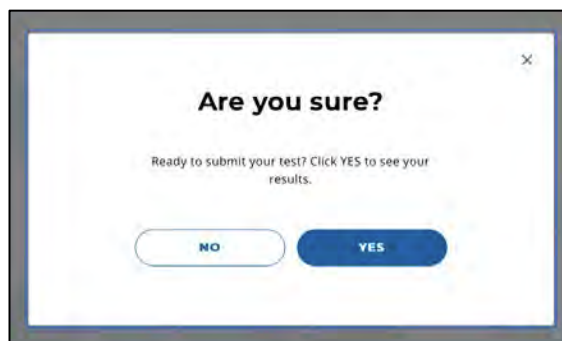 Are you sure?
Ready to submit your test? Click YES to see your
results.
NO
YES